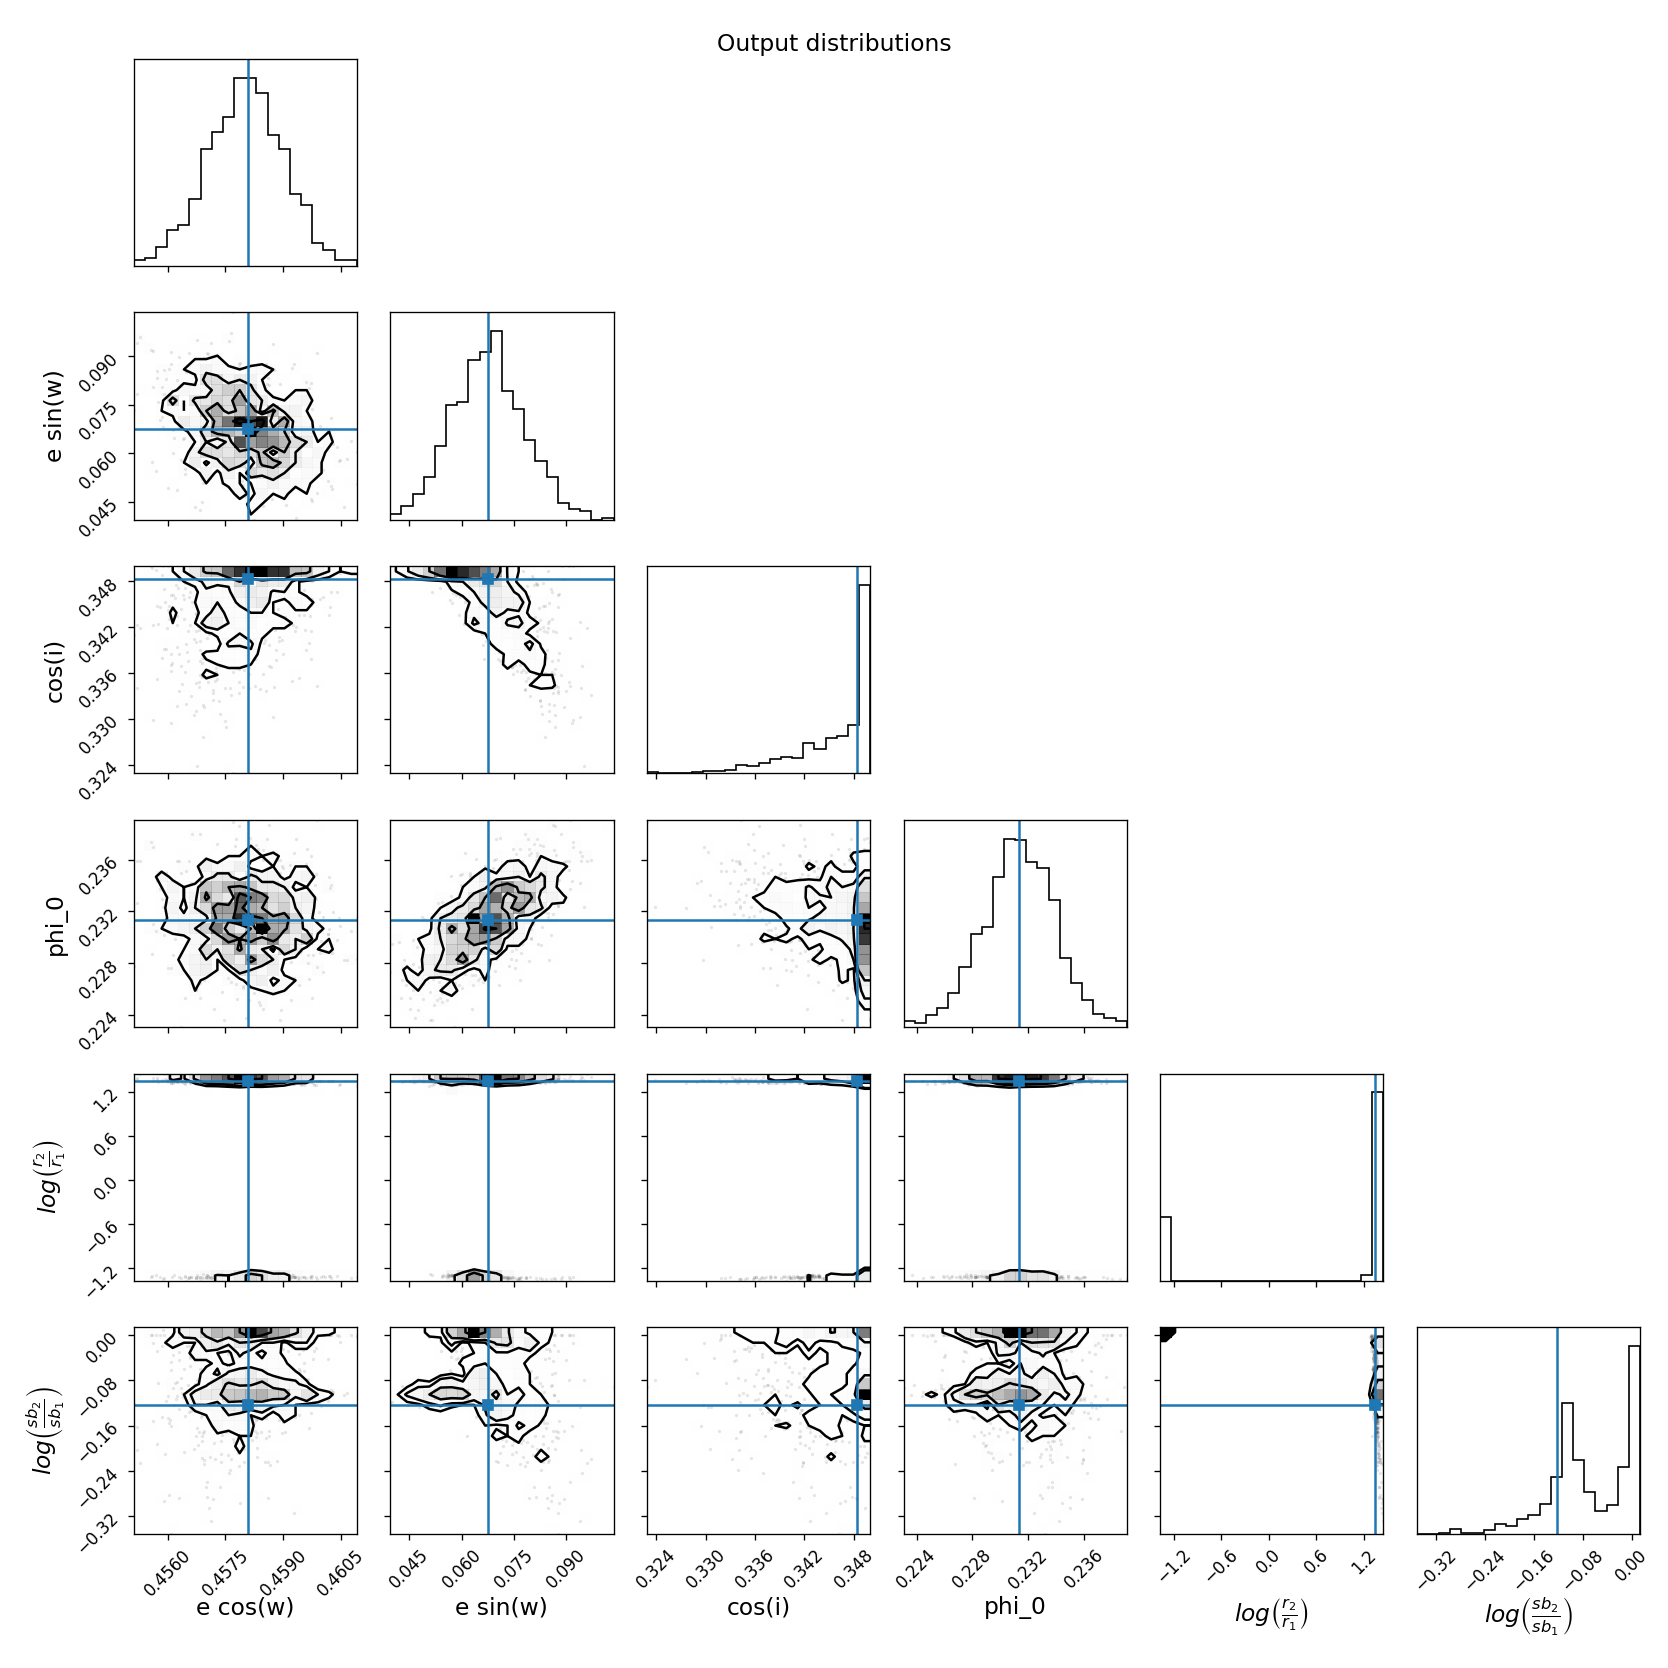 Output distributions
e sin(w)
0.090
0.075
0.060
0.045
cos(i)
0.348
0.342
0.336
0.330
0.324
phi_0
0.236
0.232
0.228
0.224
log(r₂/r₁)
1.2
0.6
0.0
−0.6
−1.2
log(sb₂/sb₁)
0.00
−0.08
−0.16
−0.24
−0.32
0.4560 0.4575 0.4590 0.4605
e cos(w)
0.045 0.060 0.075 0.090
e sin(w)
0.324 0.330 0.336 0.342 0.348
cos(i)
0.224 0.228 0.232 0.236
phi_0
−1.2 −0.6 0.0 0.6 1.2
log(r₂/r₁)
−0.32 −0.24 −0.16 −0.08 0.00
log(sb₂/sb₁)